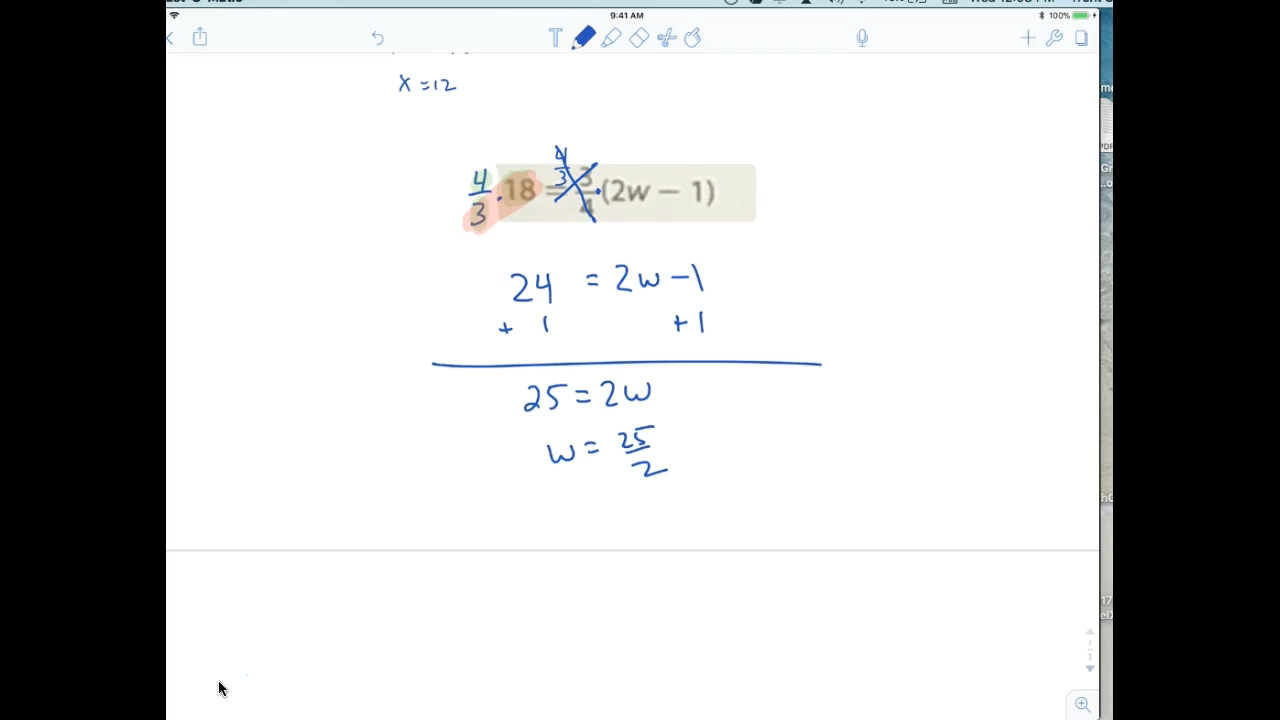 9:41 AM
100%
T
x = 12
4/3 · 18 = 4/3 · 3/4 (2w − 1)
24 = 2w − 1
+ 1 + 1
25 = 2w
w = 25/2